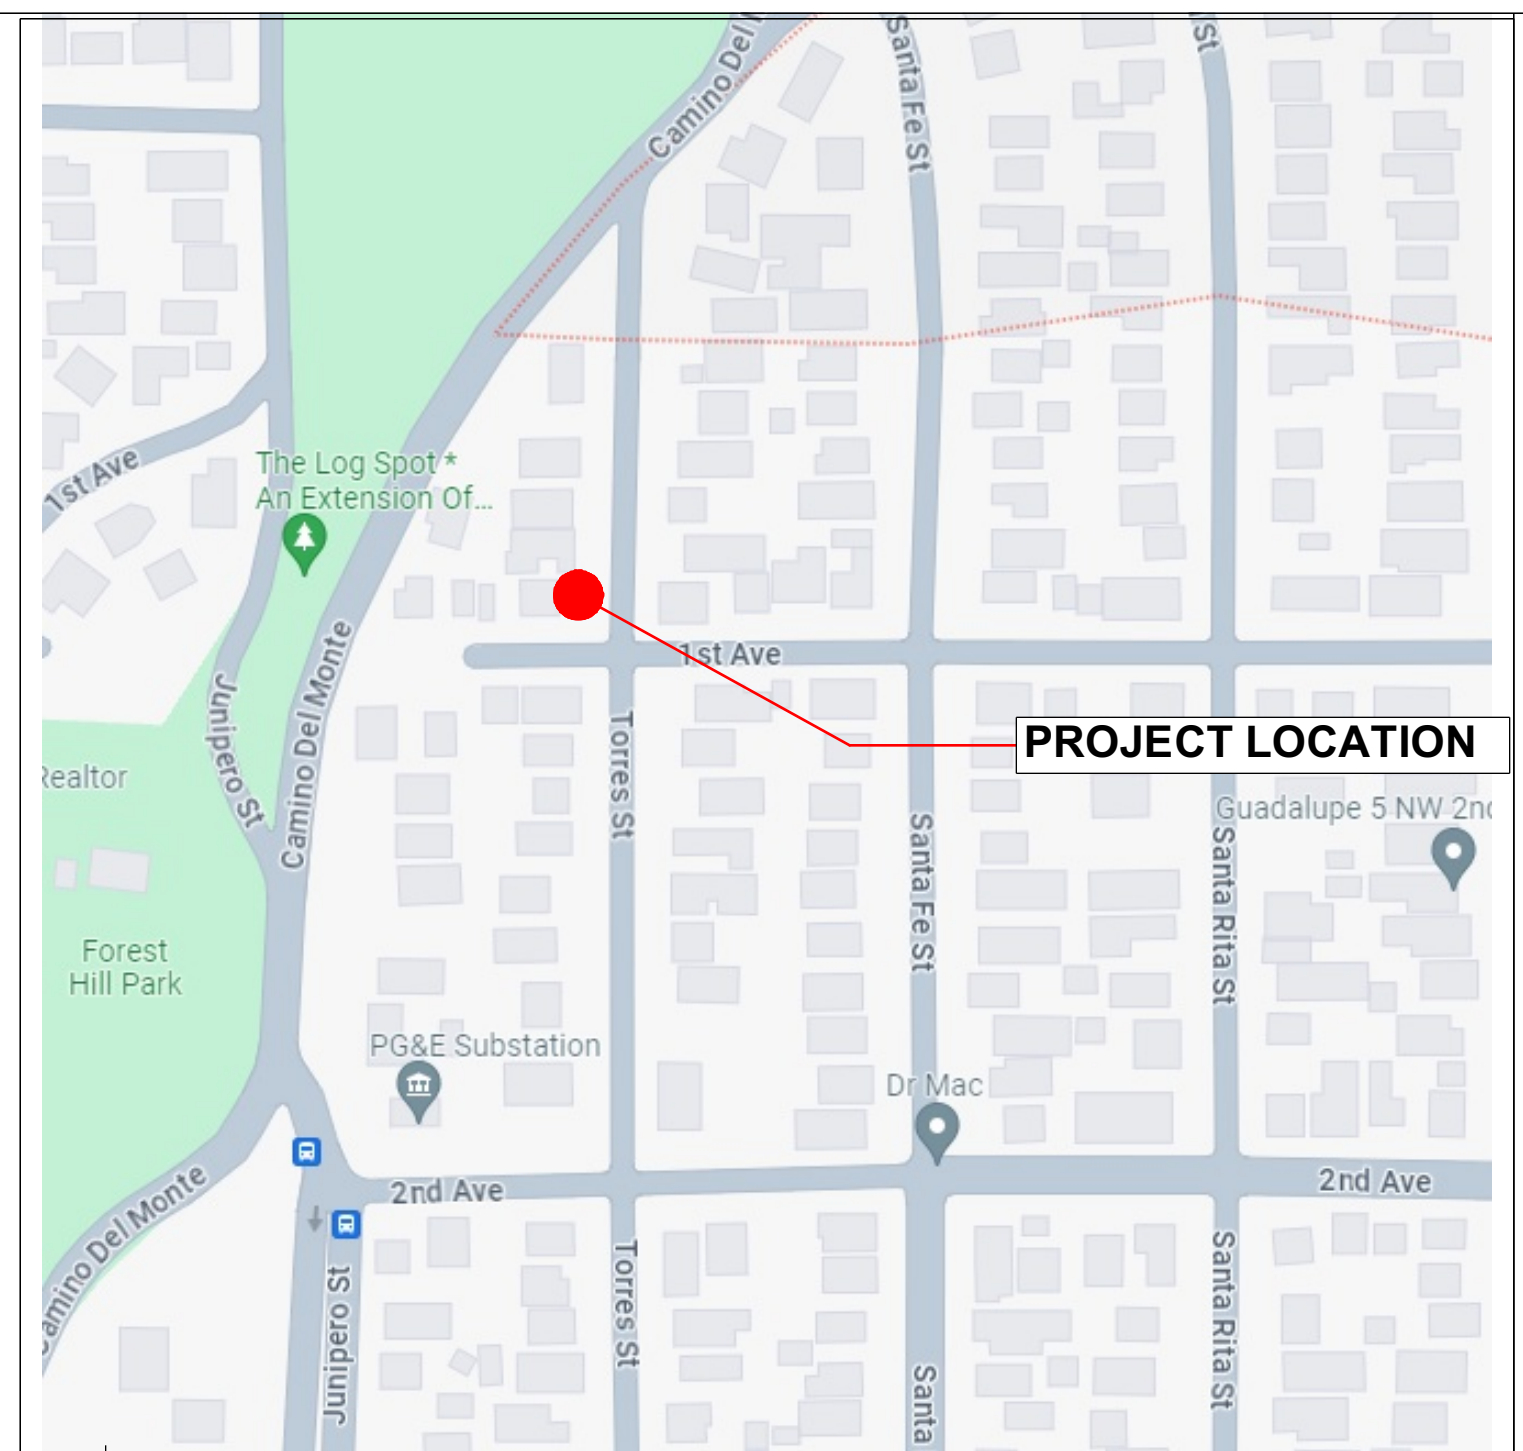 Camino Del
Santa Fe St
St
1st Ave
The Log Spot *
An Extension Of...
1st Ave
Camino Del Monte
Junipero St
Torres St
PROJECT LOCATION
Realtor
Guadalupe 5 NW 2nd
Santa Fe St
Santa Rita St
Forest
Hill Park
PG&E Substation
Dr Mac
2nd Ave
2nd Ave
Camino Del Monte
Junipero St
Torres St
Santa Rita St
Santa